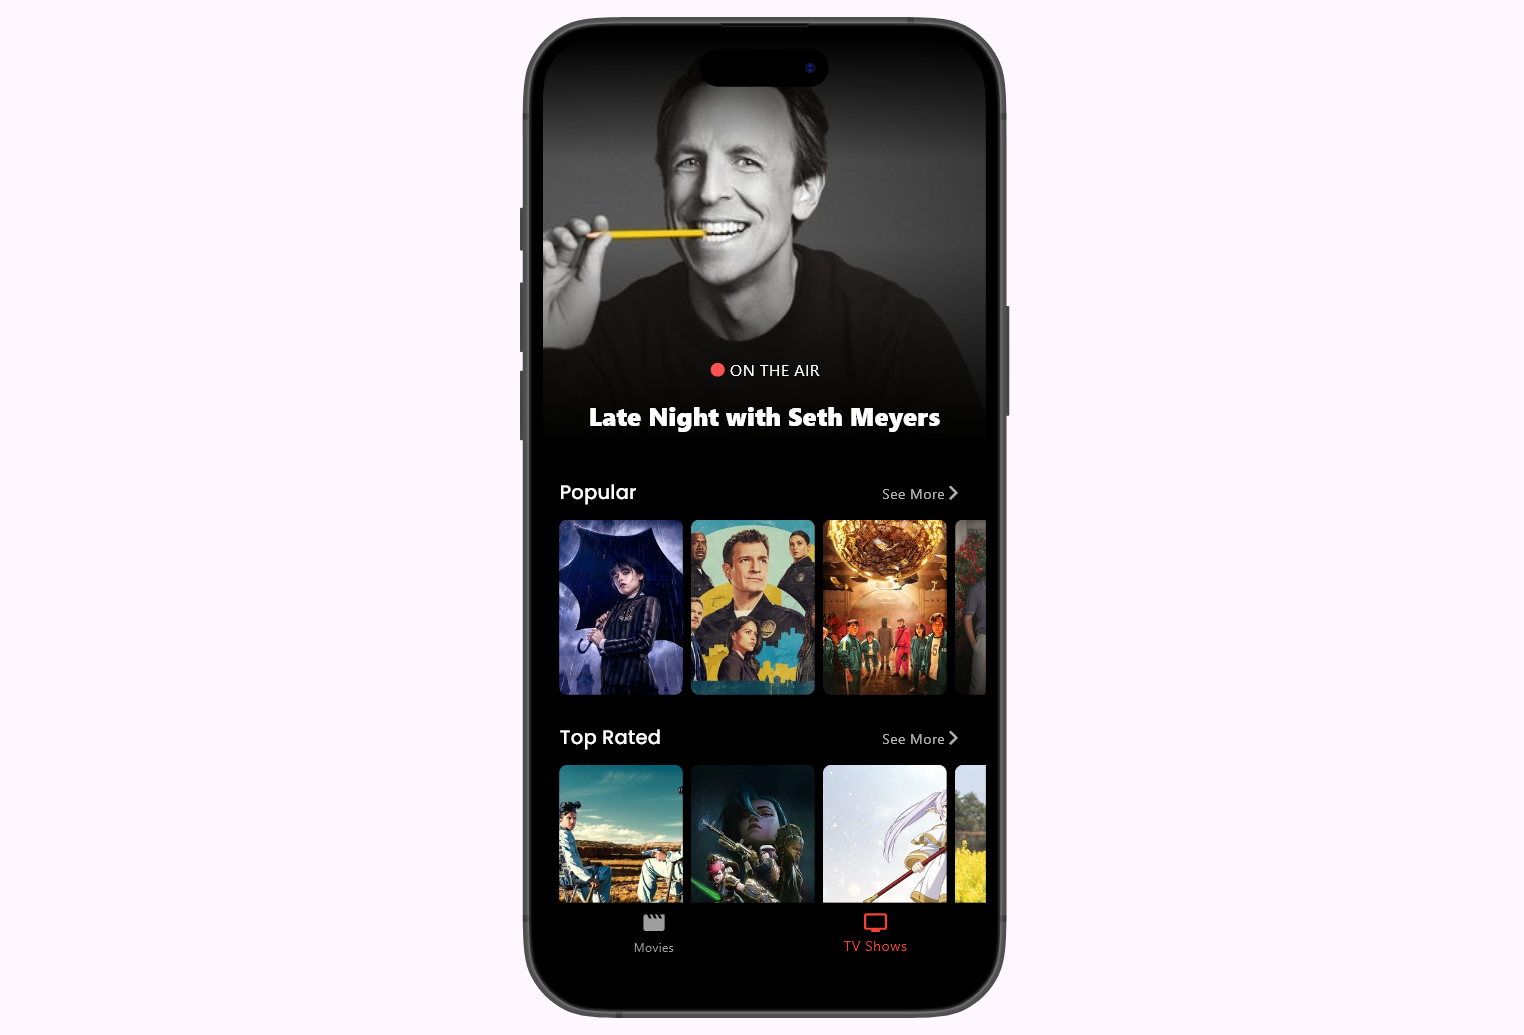 ON THE AIR
Late Night with Seth Meyers
Popular
See More
Top Rated
See More
Movies
TV Shows